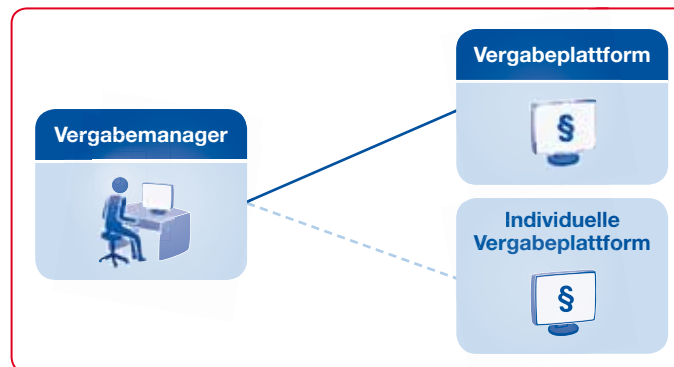 Vergabeplattform
§
Vergabemanager
Individuelle
Vergabeplattform
§